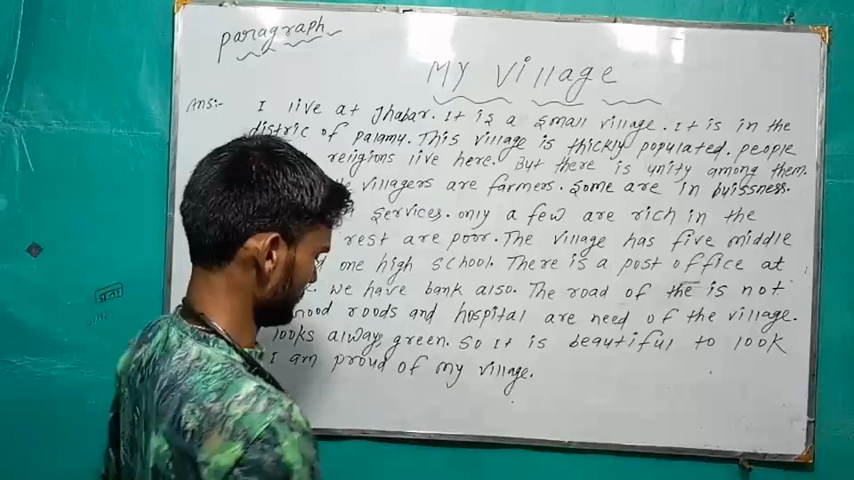 paragraph
My Village
Ans:- I live at Jhabar. It is a small village. It is in the
distric of palamu. This village is thickly populated. people
religions live here. But there is unity among them.
villagers are farmers. Some are in buissness.
services. only a few are rich in the
rest are poor. The village has five middle
one high school. There is a post office at
we have bank also. The road of the is not
roods and hospital are need of the village.
looks always green. So it is beautiful to look
I am proud of my village.